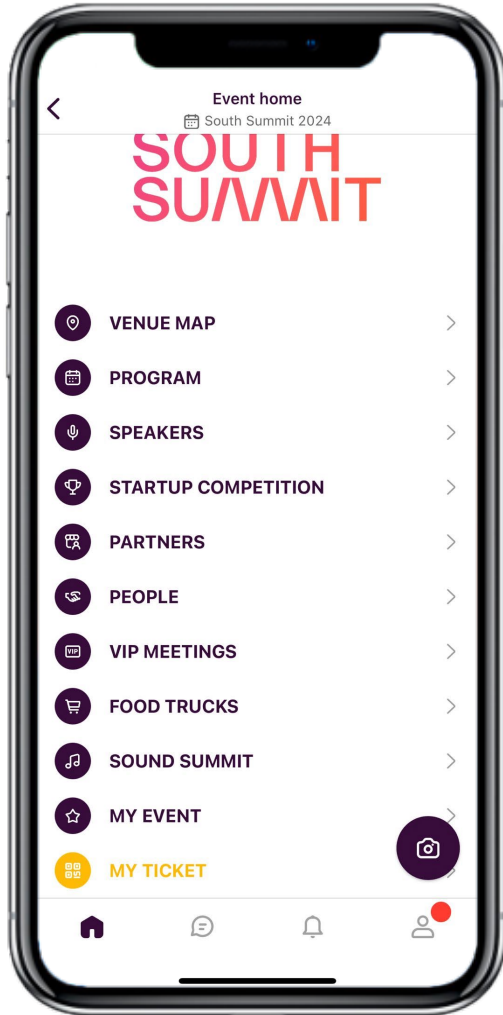 Event home
South Summit 2024
SOUTH
SUMMIT
VENUE MAP
PROGRAM
SPEAKERS
STARTUP COMPETITION
PARTNERS
PEOPLE
VIP
VIP MEETINGS
FOOD TRUCKS
SOUND SUMMIT
MY EVENT
MY TICKET